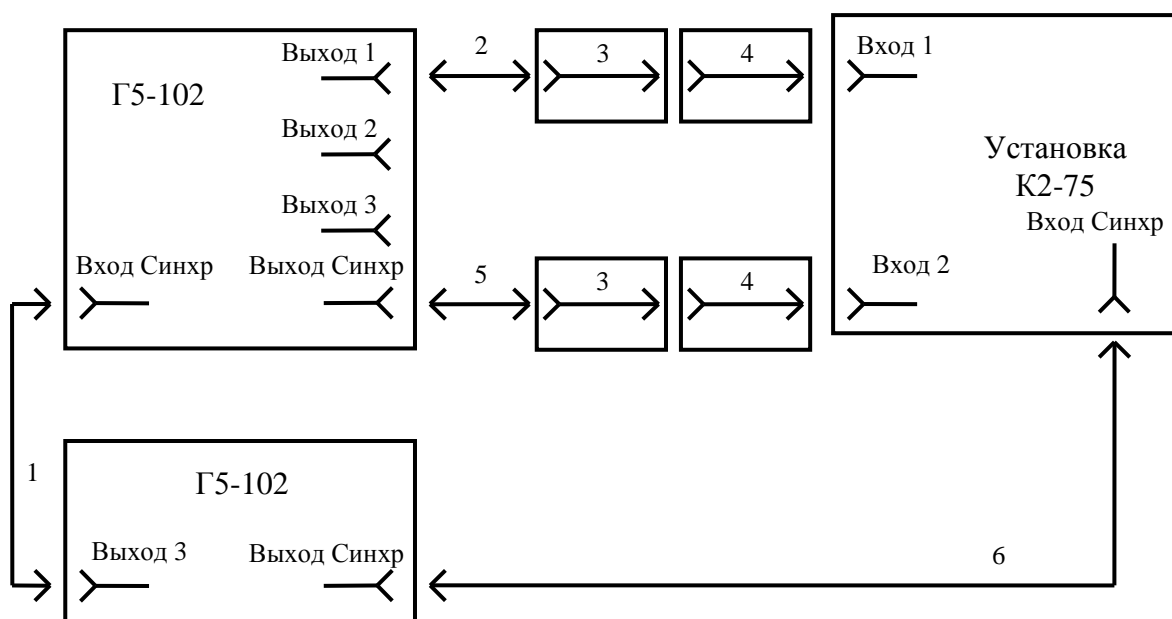 Выход 1
2
3
4
Вход 1
Г5-102
Выход 2
Установка
К2-75
Выход 3
Вход Синхр
Вход Синхр
Выход Синхр
5
3
4
Вход 2
1
Г5-102
Выход 3
Выход Синхр
6